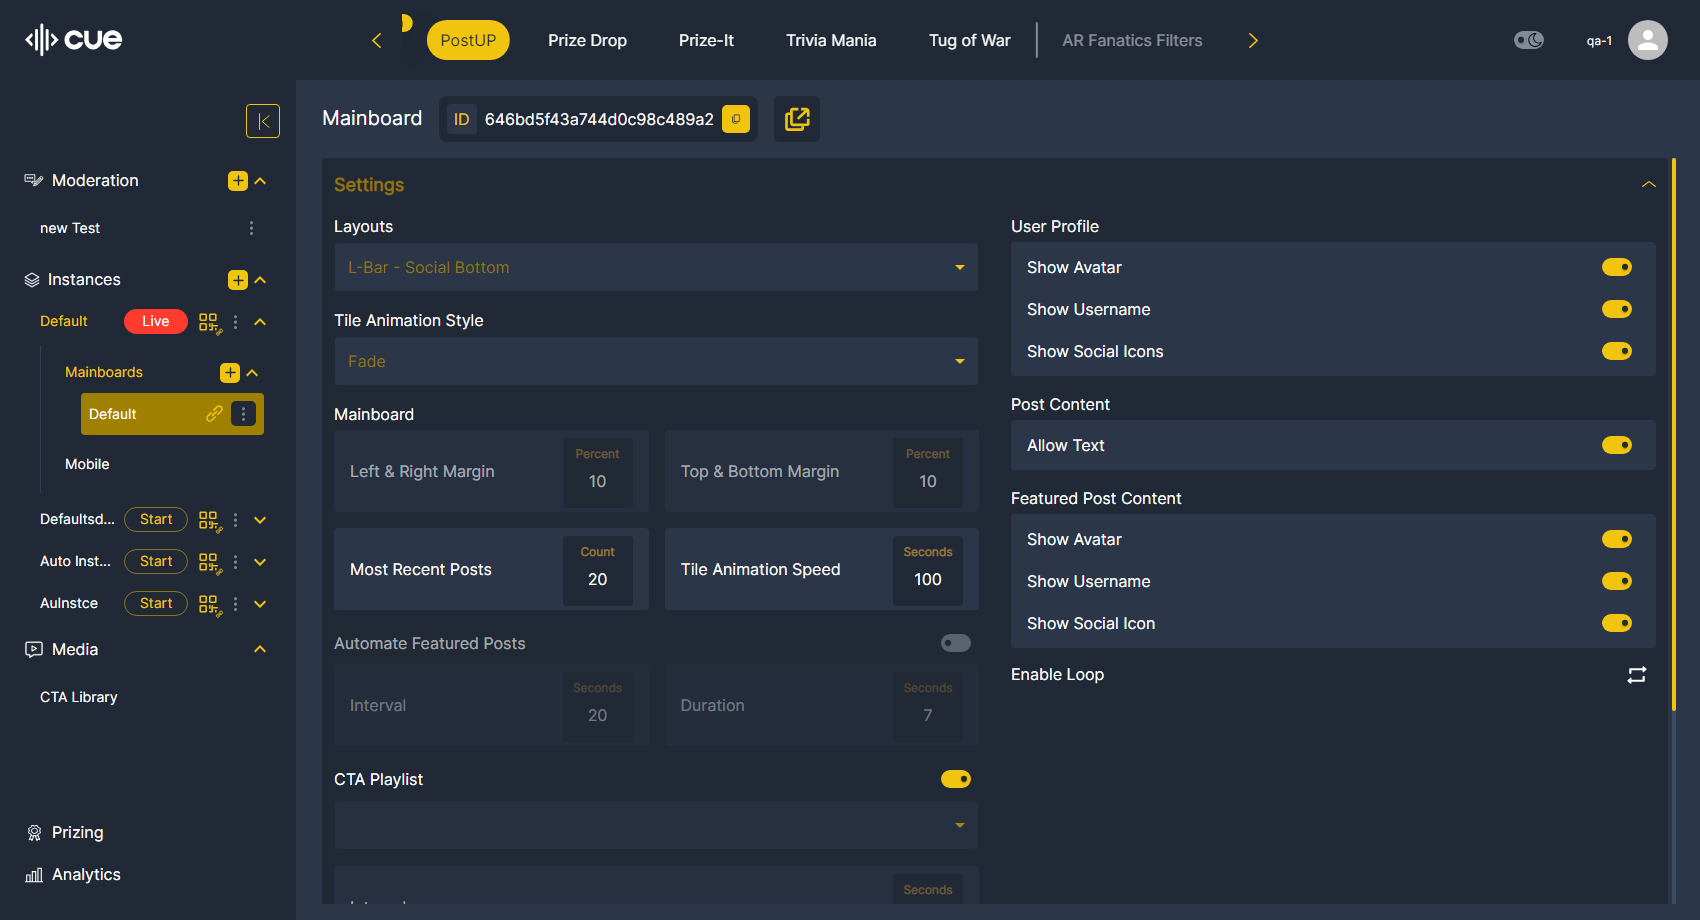 cue
PostUP
Prize Drop
Prize-It
Trivia Mania
Tug of War
AR Fanatics Filters
qa-1
Moderation
new Test
Instances
Default
Live
Mainboards
Default
Mobile
Defaultsd...
Start
Auto Inst...
Start
AuInstce
Start
Media
CTA Library
Prizing
Analytics
Mainboard
ID
646bd5f43a744d0c98c489a2
Settings
Layouts
L-Bar - Social Bottom
Tile Animation Style
Fade
Mainboard
Left & Right Margin
Percent
10
Top & Bottom Margin
Percent
10
Most Recent Posts
Count
20
Tile Animation Speed
Seconds
100
Automate Featured Posts
Interval
Seconds
20
Duration
Seconds
7
CTA Playlist
Seconds
User Profile
Show Avatar
Show Username
Show Social Icons
Post Content
Allow Text
Featured Post Content
Show Avatar
Show Username
Show Social Icon
Enable Loop